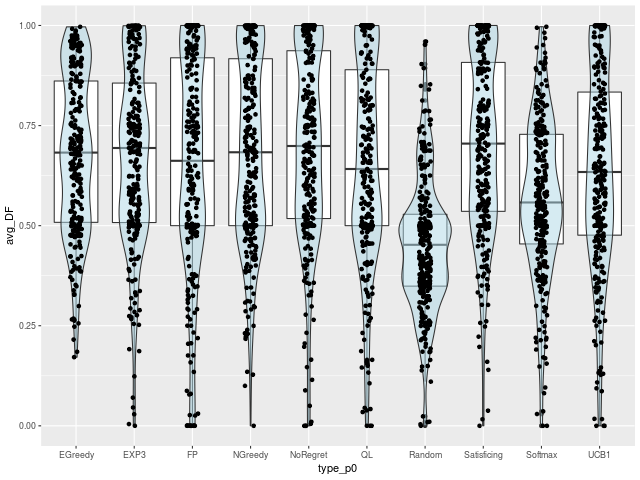 1.00
0.75
0.50
0.25
0.00
avg_DF
EGreedy EXP3 FP NGreedy NoRegret QL Random Satisficing Softmax UCB1
type_p0